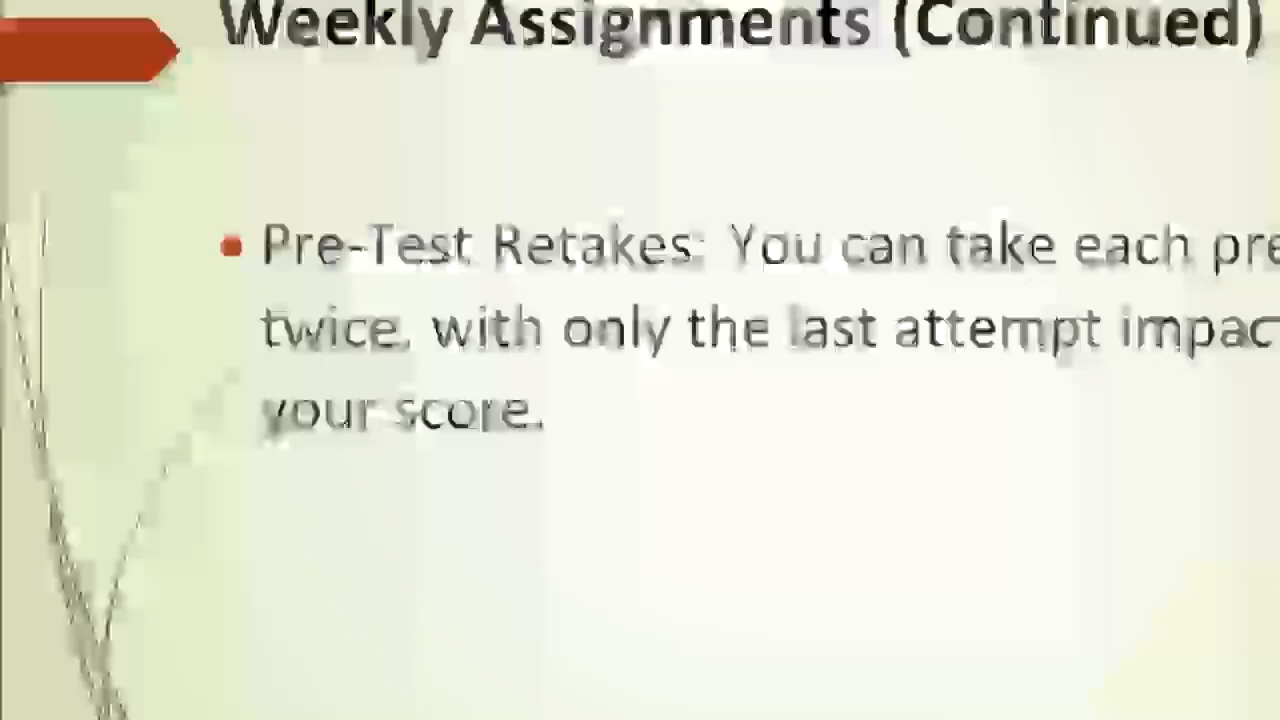 Weekly Assignments (Continued)
Pre-Test Retakes: You can take each pre
twice, with only the last attempt impac
your score.